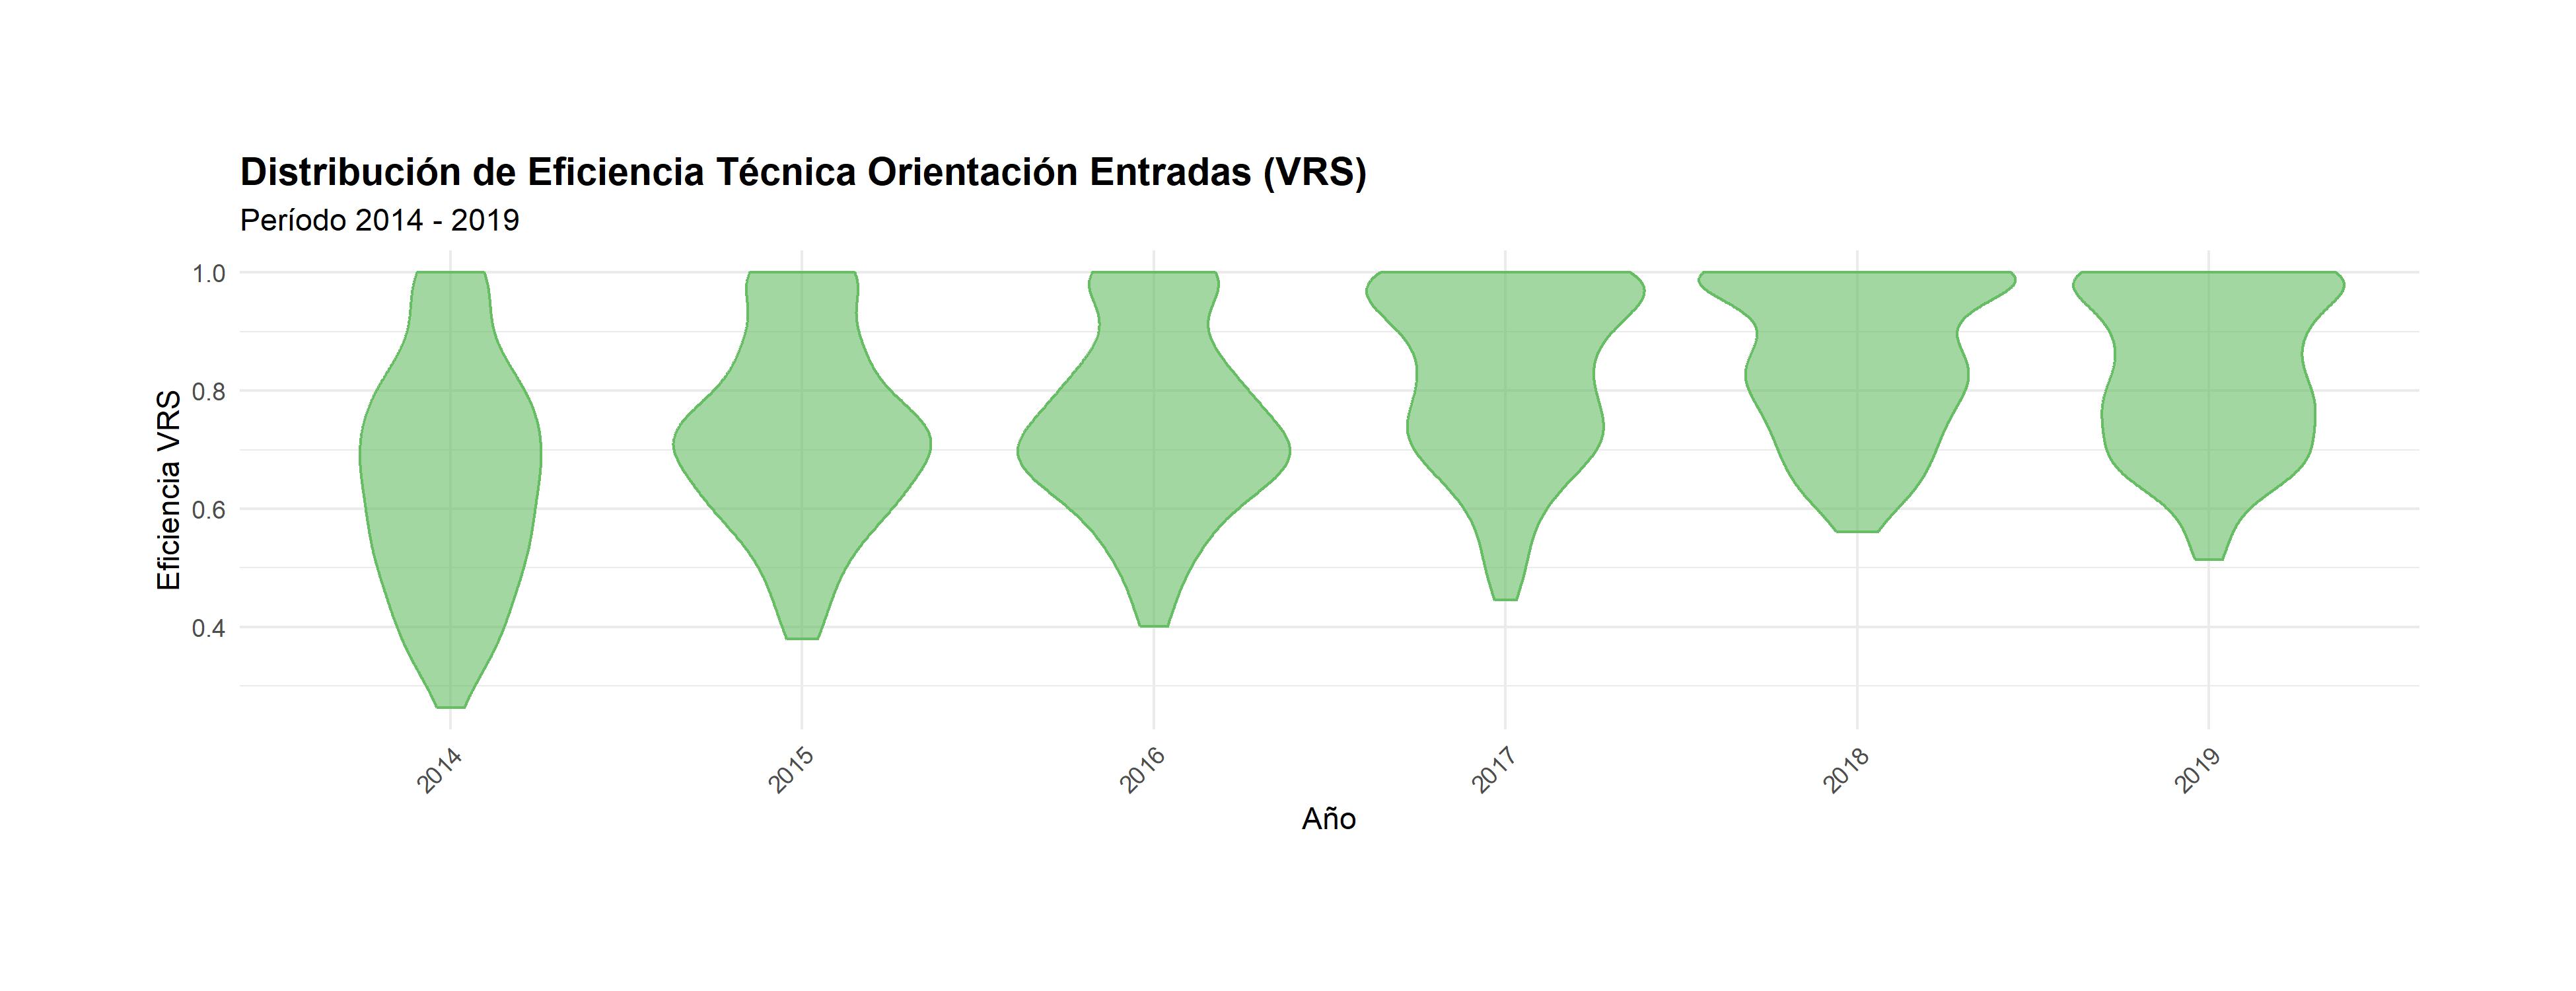 Distribución de Eficiencia Técnica Orientación Entradas (VRS)
Período 2014 - 2019
Eficiencia VRS
1.0
0.8
0.6
0.4
2014
2015
2016
2017
2018
2019
Año